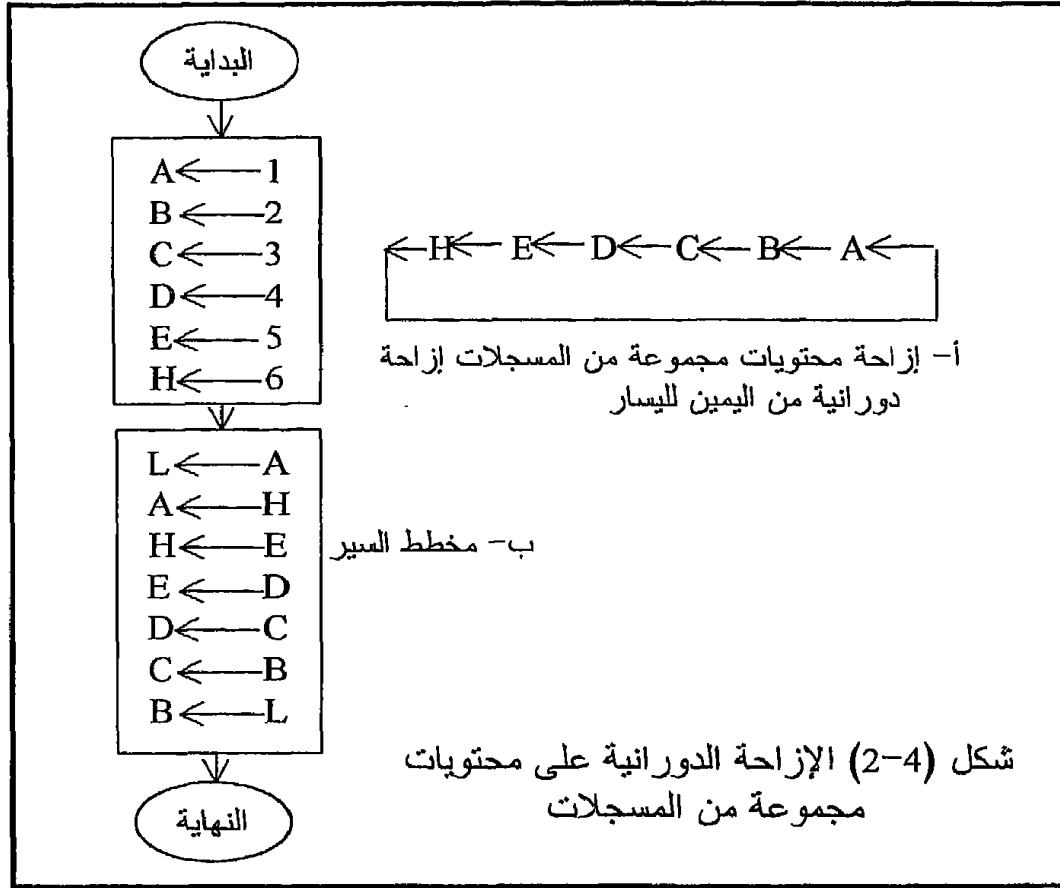 البداية
A ← 1
B ← 2
C ← 3
D ← 4
E ← 5
H ← 6
← H ← E ← D ← C ← B ← A ←
أ- إزاحة محتويات مجموعة من المسجلات إزاحة
دورانية من اليمين لليسار
L ← A
A ← H
H ← E
E ← D
D ← C
C ← B
B ← L
ب- مخطط السير
النهاية
شكل (4-2) الإزاحة الدورانية على محتويات
مجموعة من المسجلات